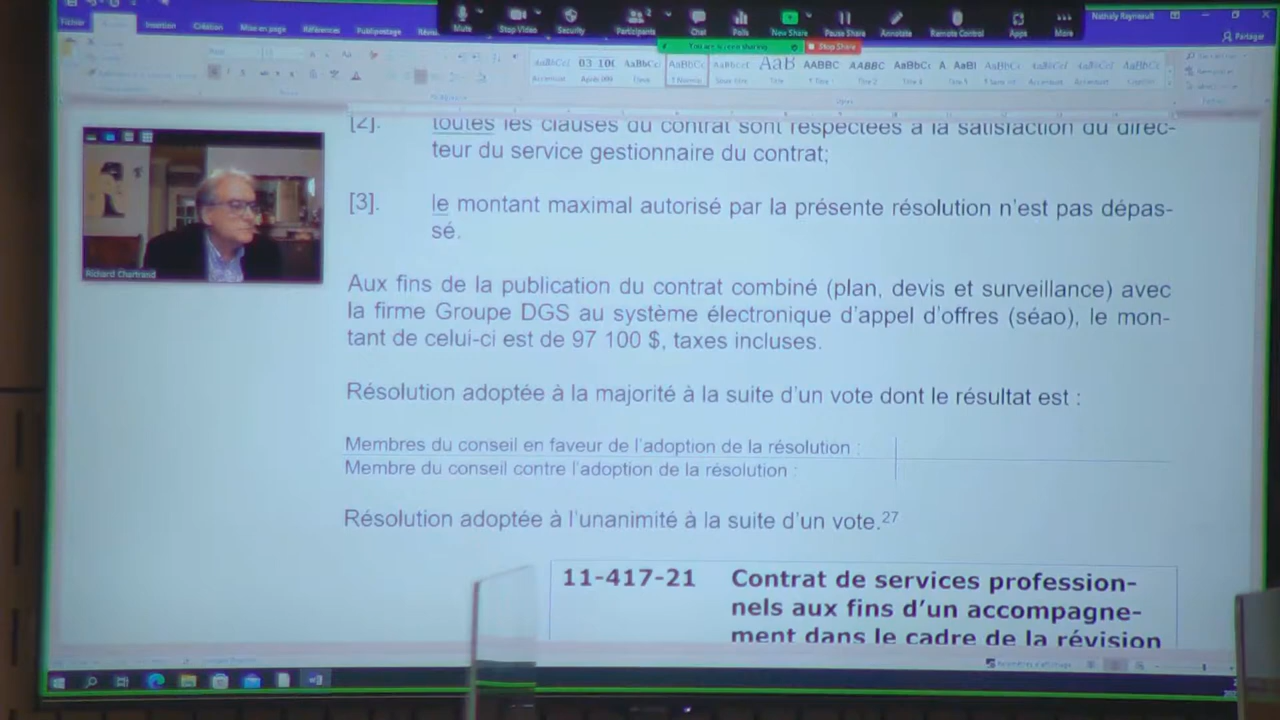 Fichier
Insertion
Création
Mise en page
Références
Publipostage
Mute
Stop Video
Security
Participants
2
Chat
Polls
New Share
Pause Share
Annotate
Remote Control
Apps
More
Nathaly Rayneault
Partager
You are screen sharing
Stop Share
[2]. toutes les clauses du contrat sont respectées à la satisfaction du direc-
teur du service gestionnaire du contrat;
[3]. le montant maximal autorisé par la présente résolution n'est pas dépas-
sé.
Richard Chartrand
Aux fins de la publication du contrat combiné (plan, devis et surveillance) avec
la firme Groupe DGS au système électronique d'appel d'offres (séao), le mon-
tant de celui-ci est de 97 100 $, taxes incluses.
Résolution adoptée à la majorité à la suite d'un vote dont le résultat est :
Membres du conseil en faveur de l'adoption de la résolution :
Membre du conseil contre l'adoption de la résolution :
Résolution adoptée à l'unanimité à la suite d'un vote.27
11-417-21 Contrat de services profession-
nels aux fins d'un accompagne-
ment dans le cadre de la révision